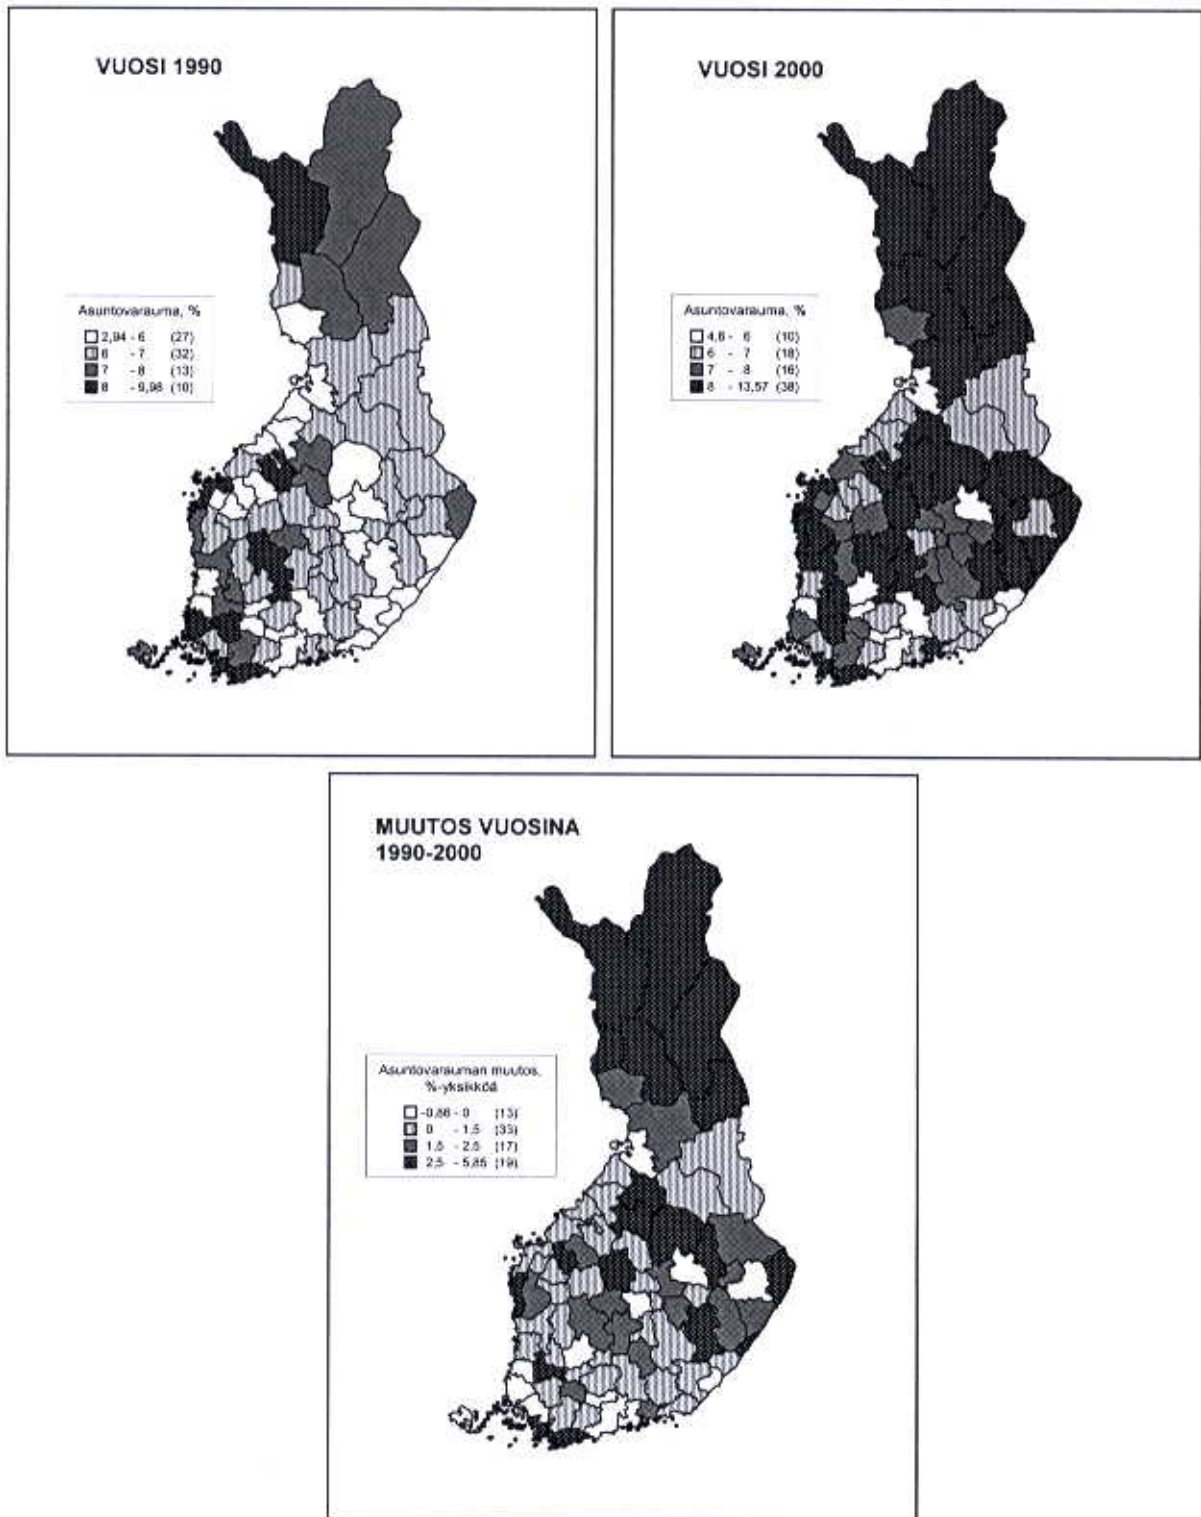 VUOSI 1990
Asuntovarauma, %
2,94 - 6 (27)
6 - 7 (32)
7 - 8 (13)
8 - 9,98 (10)
VUOSI 2000
Asuntovarauma, %
4,6 - 6 (10)
6 - 7 (18)
7 - 8 (16)
8 - 13,57 (38)
MUUTOS VUOSINA
1990-2000
Asuntovarauman muutos,
%-yksikköä
-0,86 - 0 (13)
0 - 1,5 (33)
1,5 - 2,5 (17)
2,5 - 5,85 (19)